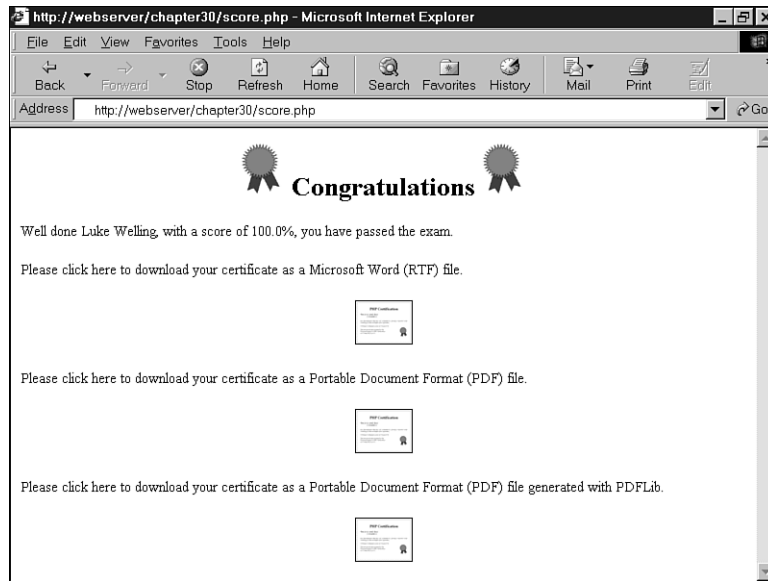 http://webserver/chapter30/score.php - Microsoft Internet Explorer
File Edit View Favorites Tools Help
Back Forward Stop Refresh Home Search Favorites History Mail Print Edit
Address http://webserver/chapter30/score.php Go
Congratulations
Well done Luke Welling, with a score of 100.0%, you have passed the exam.
Please click here to download your certificate as a Microsoft Word (RTF) file.
PHP Certification
Please click here to download your certificate as a Portable Document Format (PDF) file.
PHP Certification
Please click here to download your certificate as a Portable Document Format (PDF) file generated with PDFLib.
PHP Certification